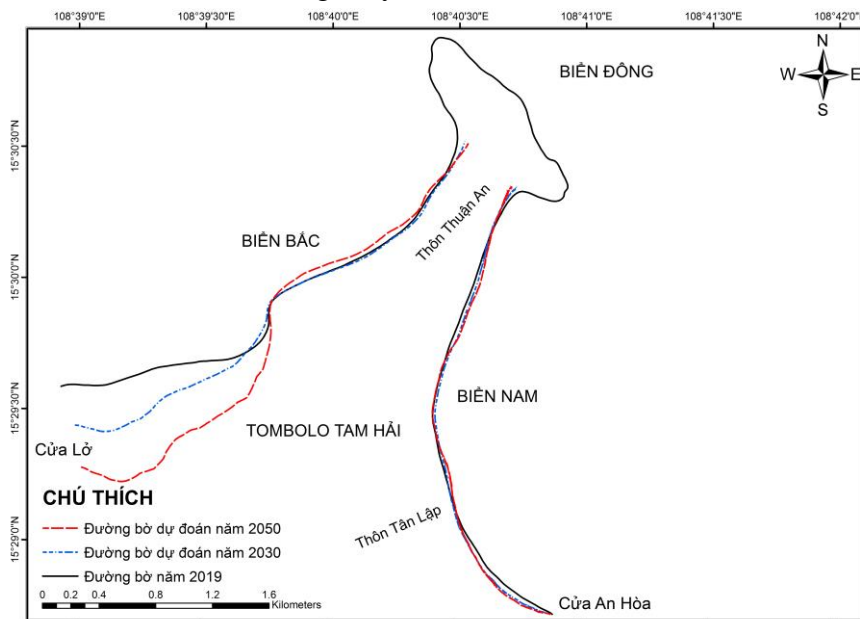 108°39'0"E 108°39'30"E 108°40'0"E 108°40'30"E 108°41'0"E 108°41'30"E 108°42'0"E
N
W E
S
BIỂN ĐÔNG
15°30'30"N
Thôn Thuận An
BIỂN BẮC
15°30'0"N
BIỂN NAM
15°29'30"N
TOMBOLO TAM HẢI
Cửa Lở
CHÚ THÍCH
Đường bờ dự đoán năm 2050
Đường bờ dự đoán năm 2030
Đường bờ năm 2019
0 0.2 0.4 0.8 1.2 1.6
Kilometers
Thôn Tân Lập
15°29'0"N
Cửa An Hòa